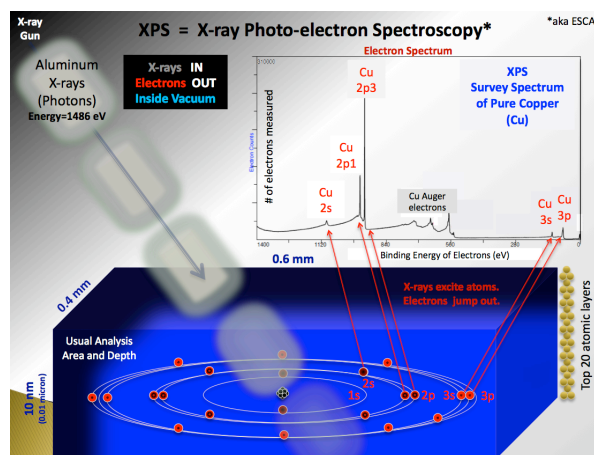 X-ray
Gun
XPS = X-ray Photo-electron Spectroscopy*
*aka ESCA
Aluminum
X-rays
(Photons)
Energy=1486 eV
X-rays IN
Electrons OUT
Inside Vacuum
Electron Spectrum
Cu
2p3
XPS
Survey Spectrum
of Pure Copper
(Cu)
# of electrons measured
Electron Counts
Cu
2p1
Cu
2s
Cu Auger
electrons
Cu
3s
Cu
3p
1400
1120
840
560
280
0
Binding Energy of Electrons (eV)
0.6 mm
0.4 mm
X-rays excite atoms.
Electrons jump out.
Usual Analysis
Area and Depth
Top 20 atomic layers
10 nm
(0.01 micron)
1s
2s
2p
3s
3p